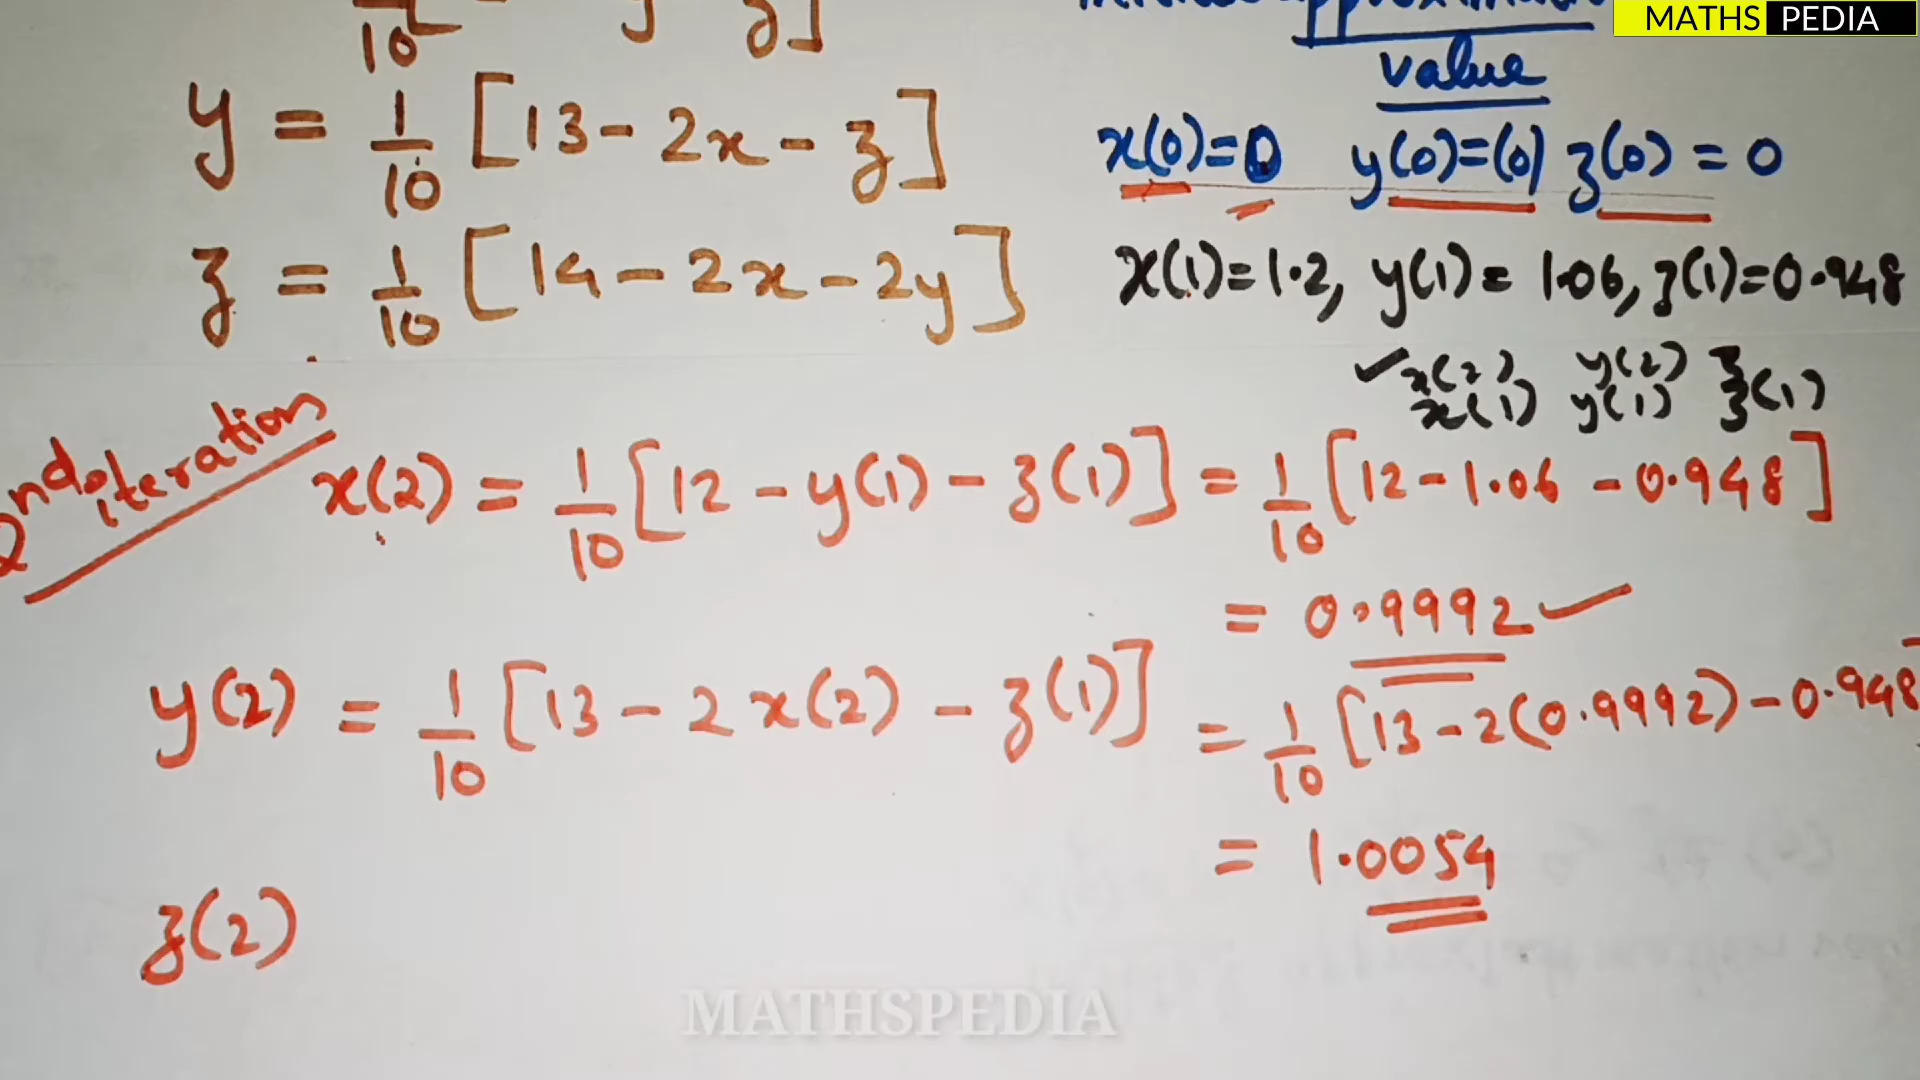 MATHS PEDIA
10
value
y = 1/10 [13 - 2x - z]
x(0)=0 y(0)=(0) z(0) = 0
z = 1/10 [14 - 2x - 2y]
x(1)=1.2, y(1) = 1.06, z(1)=0.948
✓x(2) y(2) z
x(1) y(1) z(1)
2nd iteration
x(2) = 1/10 [12 - y(1) - z(1)] = 1/10 [12 - 1.06 - 0.948]
= 0.9992 ✓
y(2) = 1/10 [13 - 2x(2) - z(1)] = 1/10 [13 - 2(0.9992) - 0.948]
= 1.0054
z(2)
MATHSPEDIA